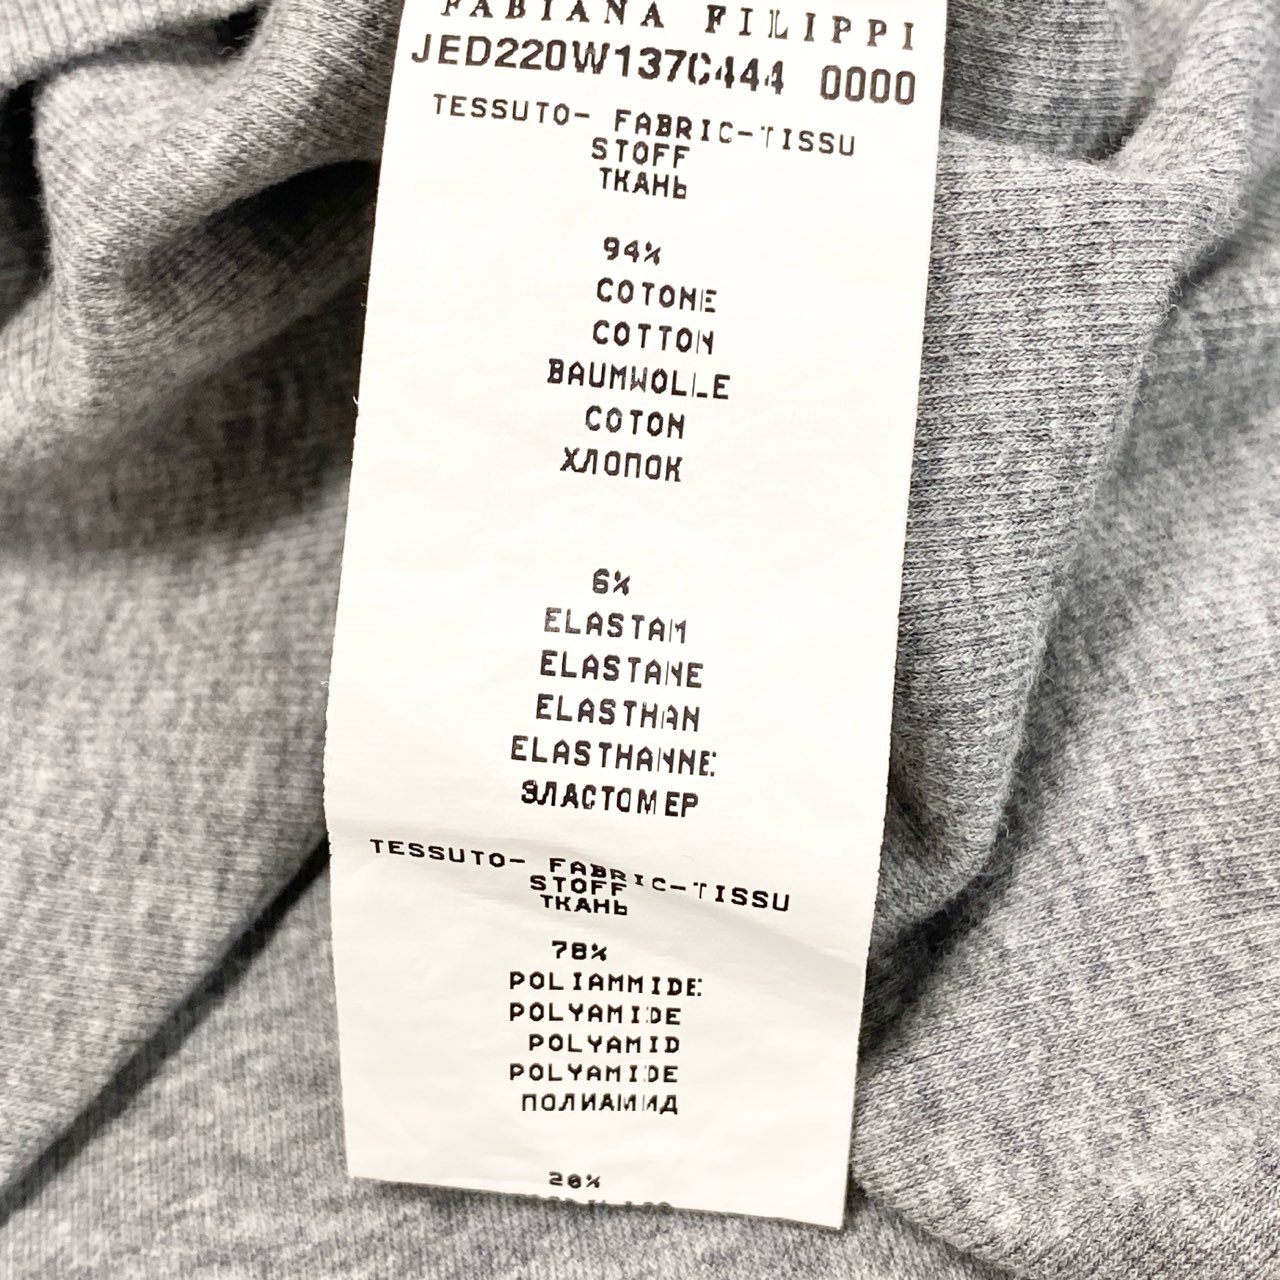 FABIANA FILIPPI
JED220W137C444 0000
TESSUTO- FABRIC-TISSU
STOFF
ТКАНЬ
94%
COTONE
COTTON
BAUMWOLLE
COTON
ХЛОПОК
6%
ELASTAM
ELASTANE
ELASTHAN
ELASTHANNE
ЭЛАСТОМЕР
TESSUTO- FABRIC-TISSU
STOFF
ТКАНЬ
78%
POLIAMMIDE
POLYAMIDE
POLYAMID
POLYAMIDE
ПОЛИАМИД
20%